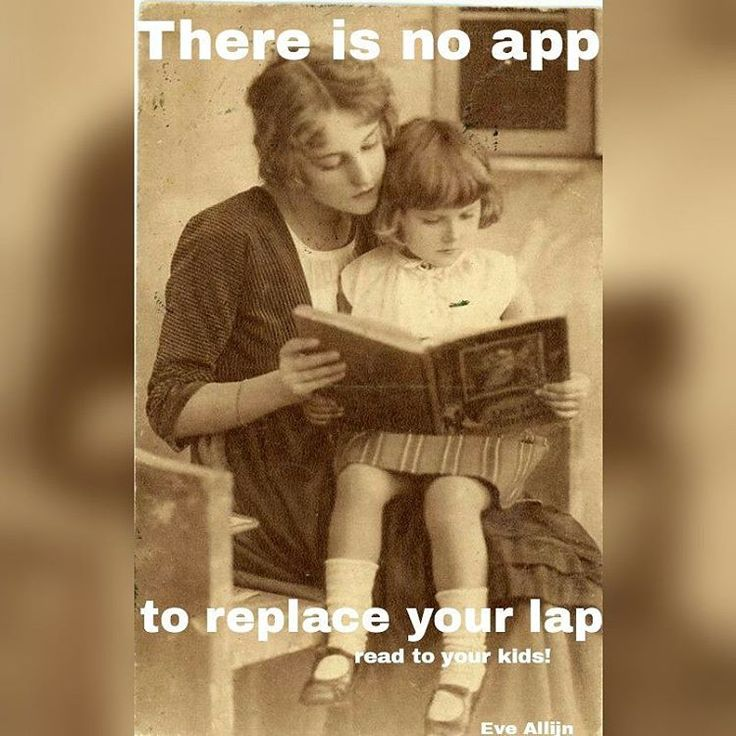 There is no app
to replace your lap
read to your kids!
Eve Allijn